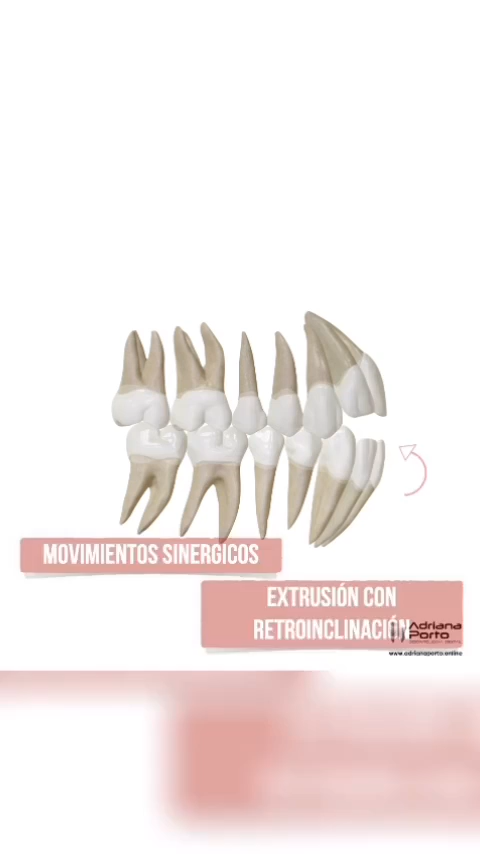 MOVIMIENTOS SINERGICOS
EXTRUSIÓN CON
RETROINCLINACIÓN
Adriana
Porto
www.adrianaporto.online